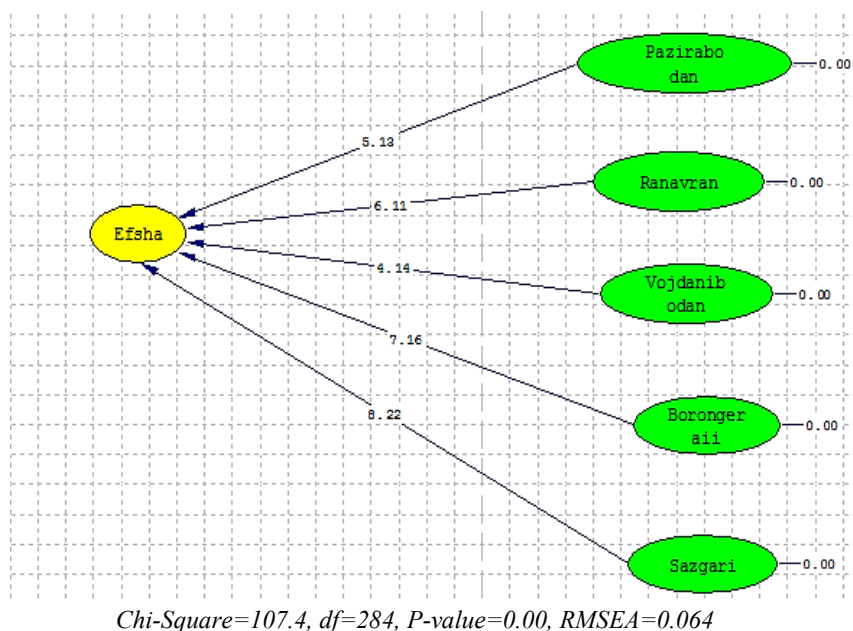 Pazirabo
dan
0.00
5.13
Ranavran
0.00
6.11
Efsha
Vojdanib
odan
0.00
4.14
7.16
Boronger
aii
0.00
8.22
Sazgari
0.00
Chi-Square=107.4, df=284, P-value=0.00, RMSEA=0.064